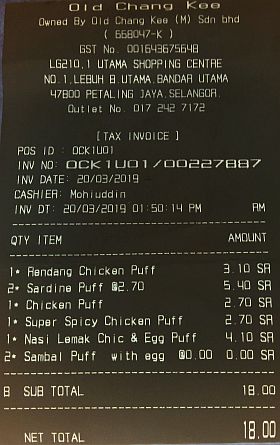 Old Chang Kee
Owned By Old Chang Kee (M) Sdn bhd
( 668047-K )
GST No. 001643675648
LG210,1 UTAMA SHOPPING CENTRE
NO.1,LEBUH B.UTAMA,BANDAR UTAMA
47800 PETALING JAYA,SELANGOR.
Outlet No. 017 242 7172
[TAX INVOICE]
POS ID : OCK1U01
INV NO: OCK1U01/00227887
INV DATE: 20/03/2019
CASHIER: Mohiuddin
INV DT: 20/03/2019 01:50:14 PM RM
QTY ITEM AMOUNT
1* Rendang Chicken Puff 3.10 SR
2* Sardine Puff @2.70 5.40 SR
1* Chicken Puff 2.70 SR
1* Super Spicy Chicken Puff 2.70 SR
1* Nasi Lemak Chic & Egg Puff 4.10 SR
2* Sambal Puff with egg @0.00 0.00 SR
8 SUB TOTAL 18.00
NET TOTAL 18.00